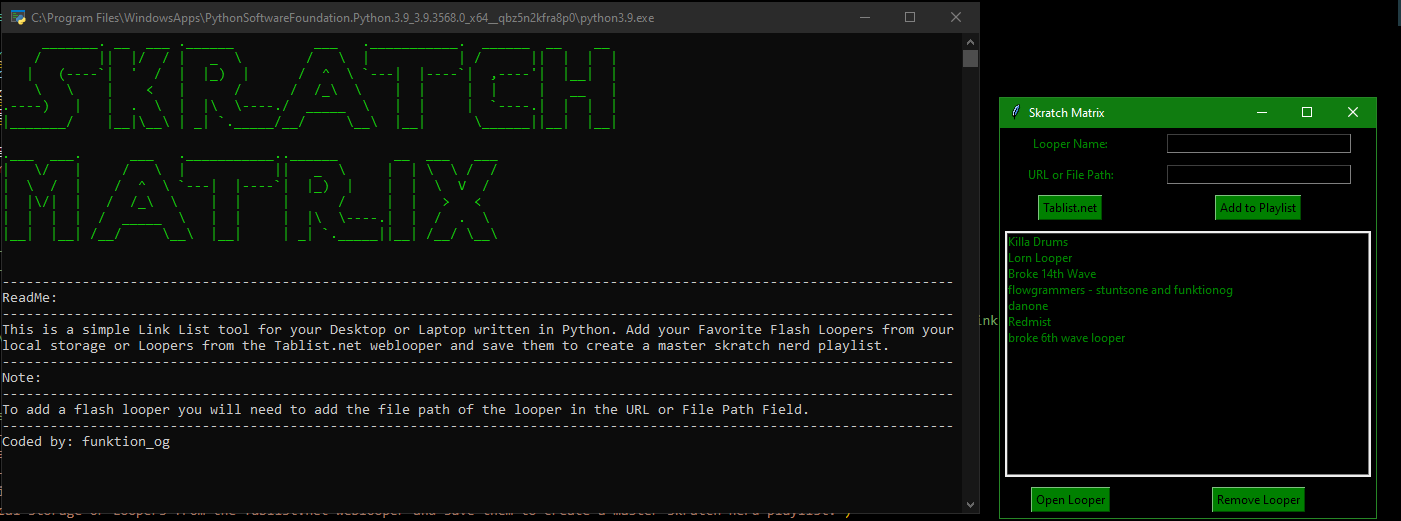 C:\Program Files\WindowsApps\PythonSoftwareFoundation.Python.3.9_3.9.3568.0_x64__qbz5n2kfra8p0\python3.9.exe
SKRATCH
MATRIX
ReadMe:
This is a simple Link List tool for your Desktop or Laptop written in Python. Add your Favorite Flash Loopers from your
local storage or Loopers from the Tablist.net weblooper and save them to create a master skratch nerd playlist.
Note:
To add a flash looper you will need to add the file path of the looper in the URL or File Path Field.
Coded by: funktion_og
Skratch Matrix
Looper Name:
URL or File Path:
Tablist.net
Add to Playlist
Killa Drums
Lorn Looper
Broke 14th Wave
flowgrammers - stuntsone and funktionog
danone
Redmist
broke 6th wave looper
Open Looper
Remove Looper